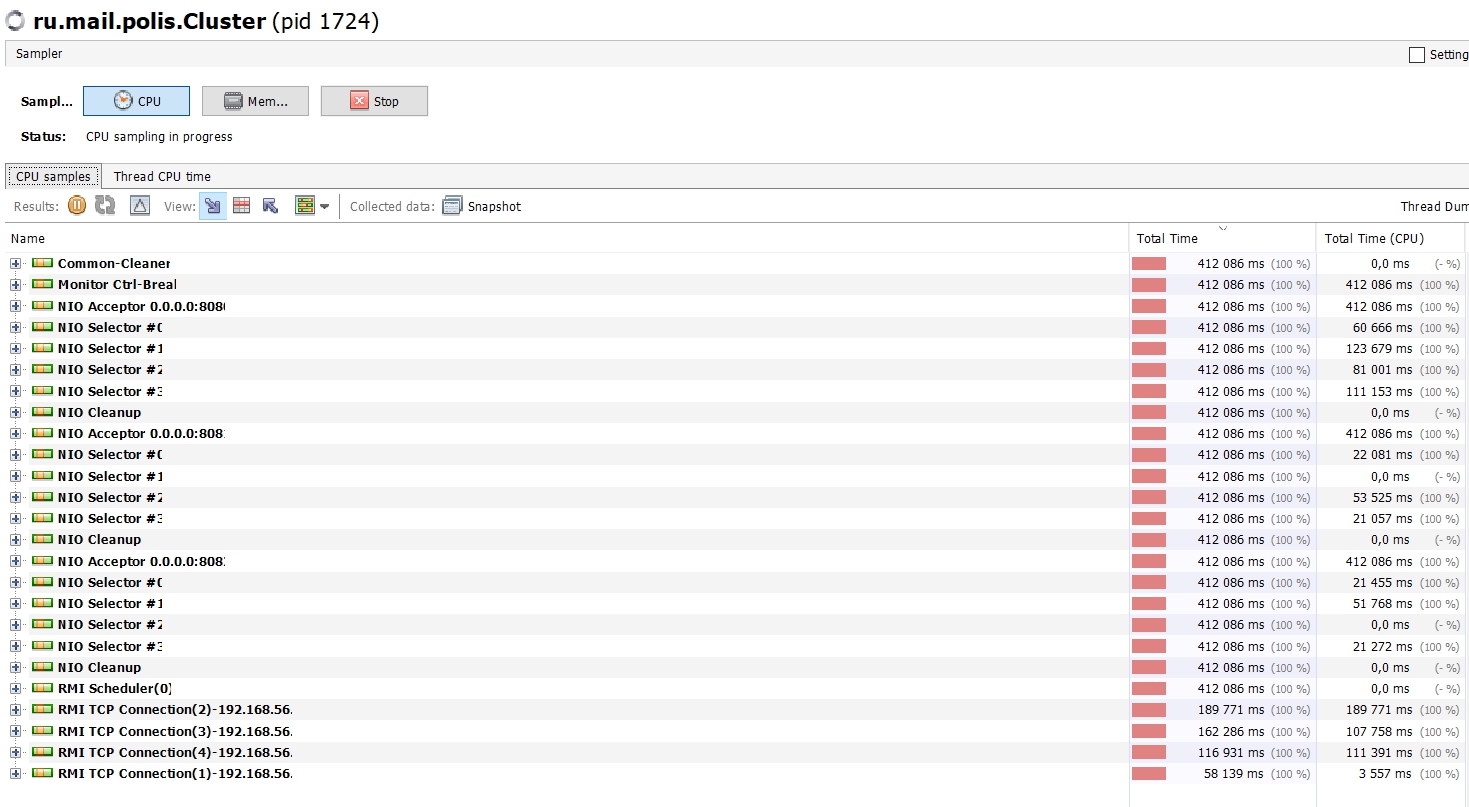 ru.mail.polis.Cluster (pid 1724)
Sampler Setting
Sampl... CPU Mem... Stop
Status: CPU sampling in progress
CPU samples Thread CPU time
Results: View: Collected data: Snapshot Thread Dum
Name Total Time Total Time (CPU)
Common-Cleaner 412 086 ms (100 %) 0,0 ms (- %)
Monitor Ctrl-Breal 412 086 ms (100 %) 412 086 ms (100 %)
NIO Acceptor 0.0.0.0:8080 412 086 ms (100 %) 412 086 ms (100 %)
NIO Selector #0 412 086 ms (100 %) 60 666 ms (100 %)
NIO Selector #1 412 086 ms (100 %) 123 679 ms (100 %)
NIO Selector #2 412 086 ms (100 %) 81 001 ms (100 %)
NIO Selector #3 412 086 ms (100 %) 111 153 ms (100 %)
NIO Cleanup 412 086 ms (100 %) 0,0 ms (- %)
NIO Acceptor 0.0.0.0:808 412 086 ms (100 %) 412 086 ms (100 %)
NIO Selector #0 412 086 ms (100 %) 22 081 ms (100 %)
NIO Selector #1 412 086 ms (100 %) 0,0 ms (- %)
NIO Selector #2 412 086 ms (100 %) 53 525 ms (100 %)
NIO Selector #3 412 086 ms (100 %) 21 057 ms (100 %)
NIO Cleanup 412 086 ms (100 %) 0,0 ms (- %)
NIO Acceptor 0.0.0.0:808 412 086 ms (100 %) 412 086 ms (100 %)
NIO Selector #0 412 086 ms (100 %) 21 455 ms (100 %)
NIO Selector #1 412 086 ms (100 %) 51 768 ms (100 %)
NIO Selector #2 412 086 ms (100 %) 0,0 ms (- %)
NIO Selector #3 412 086 ms (100 %) 21 272 ms (100 %)
NIO Cleanup 412 086 ms (100 %) 0,0 ms (- %)
RMI Scheduler(0) 412 086 ms (100 %) 0,0 ms (- %)
RMI TCP Connection(2)-192.168.56. 189 771 ms (100 %) 189 771 ms (100 %)
RMI TCP Connection(3)-192.168.56. 162 286 ms (100 %) 107 758 ms (100 %)
RMI TCP Connection(4)-192.168.56. 116 931 ms (100 %) 111 391 ms (100 %)
RMI TCP Connection(1)-192.168.56. 58 139 ms (100 %) 3 557 ms (100 %)